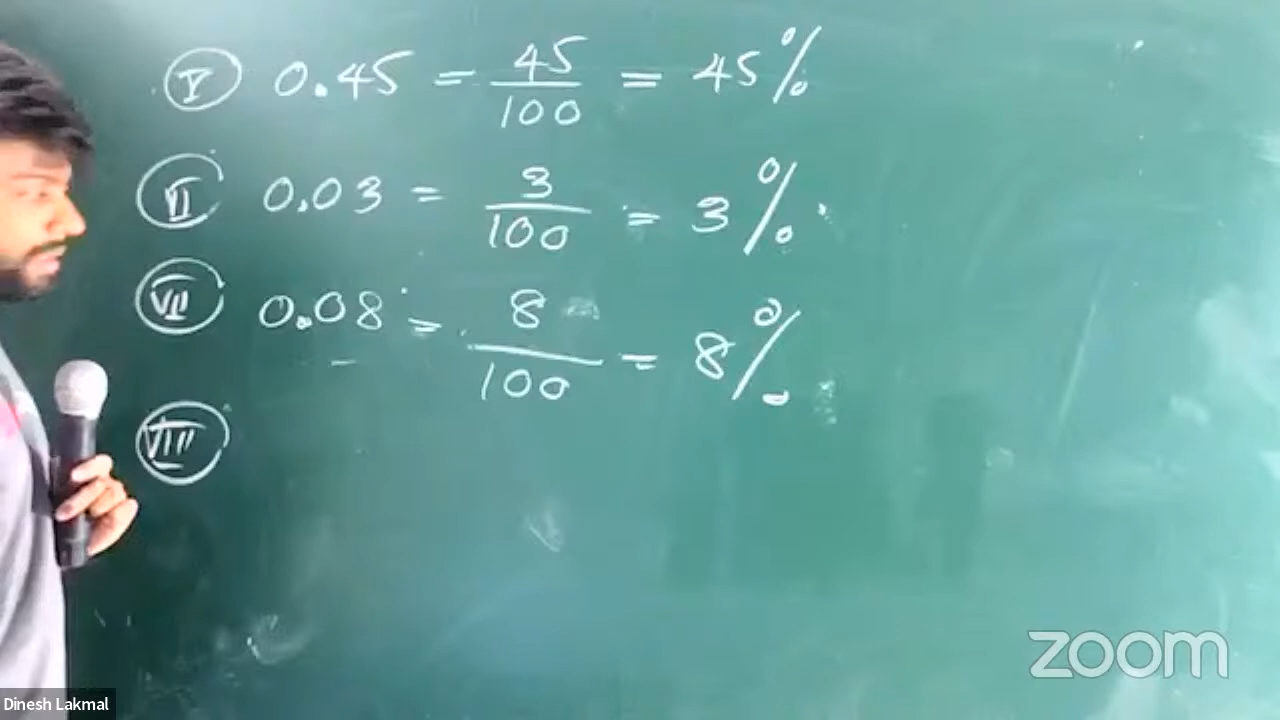 V 0.45 = 45/100 = 45%
VI 0.03 = 3/100 = 3%
VII 0.08 = 8/100 = 8%
VIII
zoom
Dinesh Lakmal